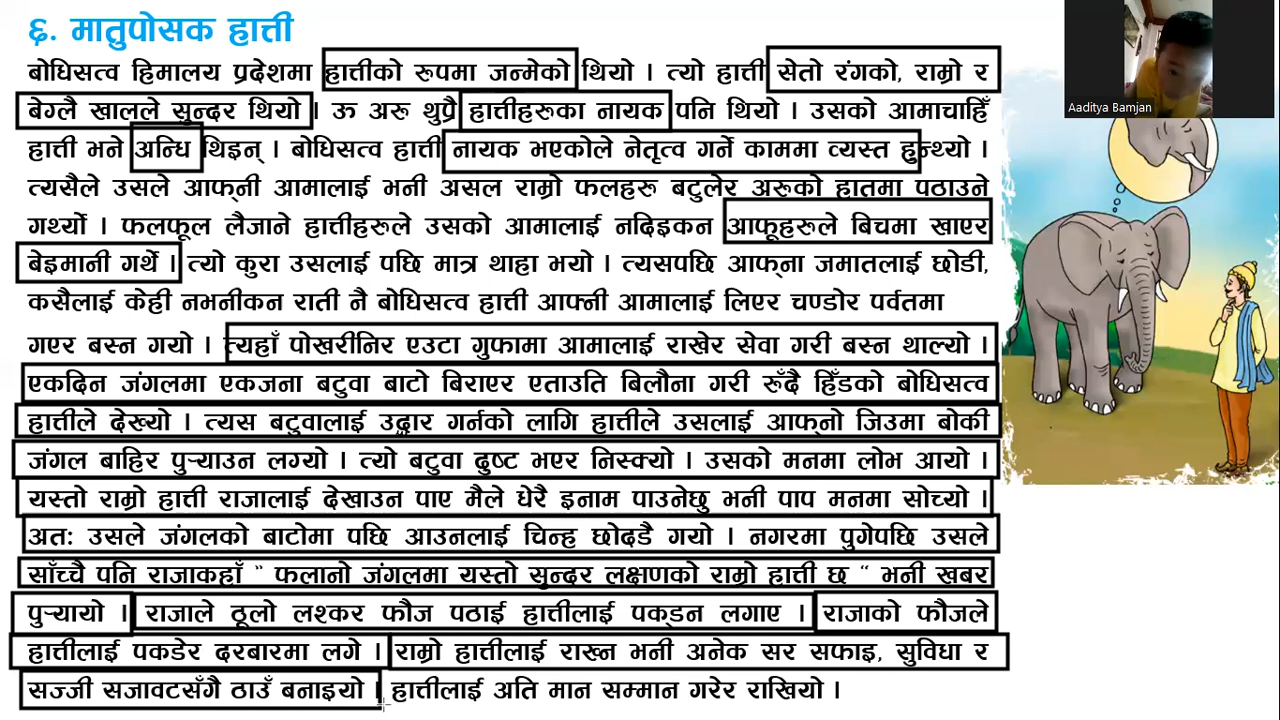 ६. मातुपोसक हात्ती
बोधिसत्व हिमालय प्रदेशमा हात्तीको रुपमा जन्मेको थियो । त्यो हात्ती सेतो रंगको, राम्रो र
बेग्लै खालले सुन्दर थियो । ऊ अरु थुप्रै हात्तीहरुका नायक पनि थियो । उसको आमाचाहिँ
हात्ती भने अन्धि थिइन् । बोधिसत्व हात्ती नायक भएकोले नेतृत्व गर्ने काममा व्यस्त हुन्थ्यो ।
त्यसैले उसले आफ्‌नी आमालाई भनी असल राम्रो फलहरु बटुलेर अरुको हातमा पठाउने
गर्थ्यो । फलफूल लैजाने हात्तीहरुले उसको आमालाई नदिइकन आफूहरुले बिचमा खाएर
बेइमानी गर्थे । त्यो कुरा उसलाई पछि मात्र थाहा भयो । त्यसपछि आफ्‌ना जमातलाई छोडी,
कसैलाई केही नभनीकन राती नै बोधिसत्व हात्ती आफ्नी आमालाई लिएर चण्डोर पर्वतमा
गएर बस्न गयो । त्यहाँ पोखरीनिर एउटा गुफामा आमालाई राखेर सेवा गरी बस्न थाल्यो ।
एकदिन जंगलमा एकजना बटुवा बाटो बिराएर एताउति बिलौना गरी रुँदै हिँडको बोधिसत्व
हात्तीले देख्यो । त्यस बटुवालाई उद्धार गर्नको लागि हात्तीले उसलाई आफ्‌नो जिउमा बोकी
जंगल बाहिर पुऱ्याउन लग्यो । त्यो बटुवा दुष्ट भएर निस्क्यो । उसको मनमा लोभ आयो ।
यस्तो राम्रो हात्ती राजालाई देखाउन पाए मैले धेरै इनाम पाउनेछु भनी पाप मनमा सोच्यो ।
अतः उसले जंगलको बाटोमा पछि आउनलाई चिन्ह छोदडै गयो । नगरमा पुगेपछि उसले
साँच्चै पनि राजाकहाँ ” फलानो जंगलमा यस्तो सुन्दर लक्षणको राम्रो हात्ती छ “ भनी खबर
पुऱ्यायो । राजाले ठूलो लश्कर फौज पठाई हात्तीलाई पक्डन लगाए । राजाको फौजले
हात्तीलाई पकडेर दरबारमा लगे । राम्रो हात्तीलाई राख्न भनी अनेक सर सफाइ, सुविधा र
सज्जी सजावटसँगै ठाउँ बनाइयो । हात्तीलाई अति मान सम्मान गरेर राखियो ।
Aaditya Bamjan